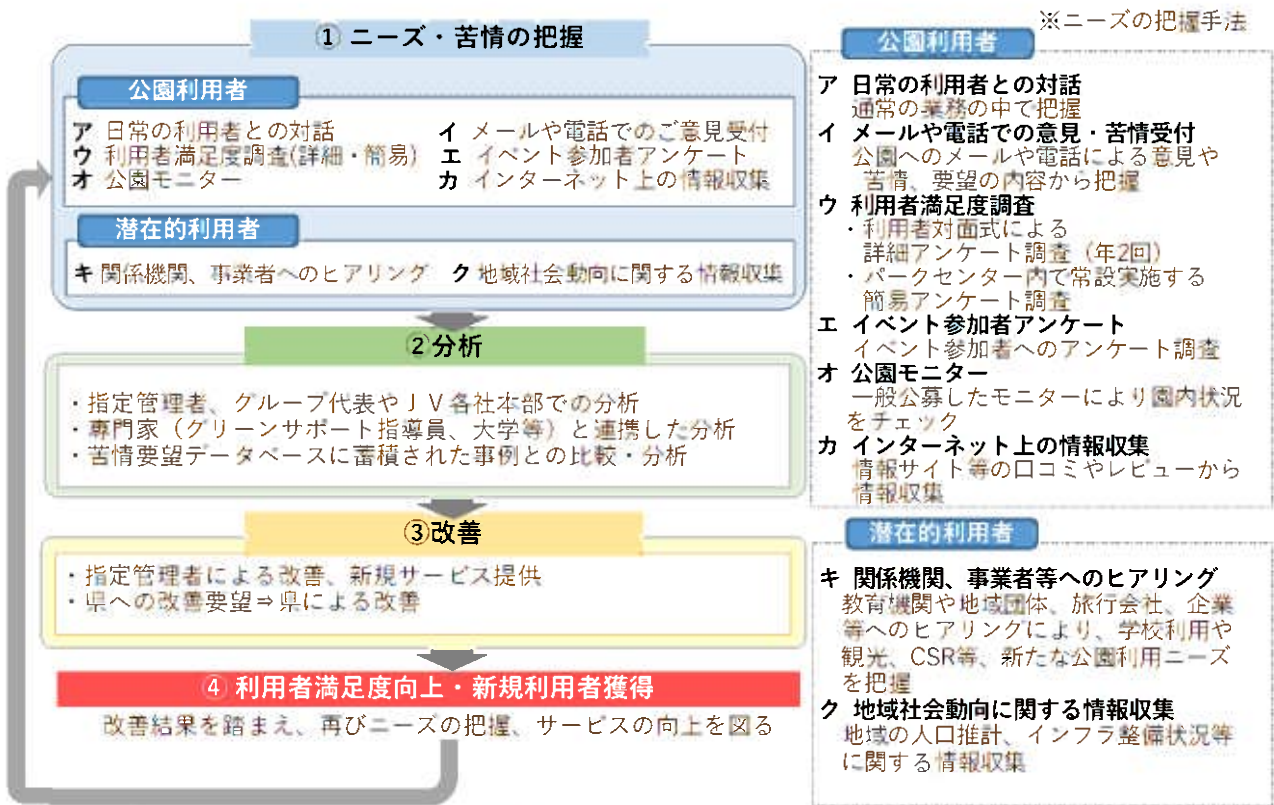 ① ニーズ・苦情の把握
公園利用者
ア 日常の利用者との対話
イ メールや電話でのご意見受付
ウ 利用者満足度調査(詳細・簡易)
エ イベント参加者アンケート
オ 公園モニター
カ インターネット上の情報収集
潜在的利用者
キ 関係機関、事業者へのヒアリング
ク 地域社会動向に関する情報収集
②分析
・指定管理者、グループ代表やJV各社本部での分析
・専門家（グリーンサポート指導員、大学等）と連携した分析
・苦情要望データベースに蓄積された事例との比較・分析
③改善
・指定管理者による改善、新規サービス提供
・県への改善要望⇒県による改善
④ 利用者満足度向上・新規利用者獲得
改善結果を踏まえ、再びニーズの把握、サービスの向上を図る
※ニーズの把握手法
公園利用者
ア 日常の利用者との対話
通常の業務の中で把握
イ メールや電話での意見・苦情受付
公園へのメールや電話による意見や
苦情、要望の内容から把握
ウ 利用者満足度調査
・利用者対面式による
詳細アンケート調査（年2回）
・パークセンター内で常設実施する
簡易アンケート調査
エ イベント参加者アンケート
イベント参加者へのアンケート調査
オ 公園モニター
一般公募したモニターにより園内状況
をチェック
カ インターネット上の情報収集
情報サイト等の口コミやレビューから
情報収集
潜在的利用者
キ 関係機関、事業者等へのヒアリング
教育機関や地域団体、旅行会社、企業
等へのヒアリングにより、学校利用や
観光、CSR等、新たな公園利用ニーズ
を把握
ク 地域社会動向に関する情報収集
地域の人口推計、インフラ整備状況等
に関する情報収集